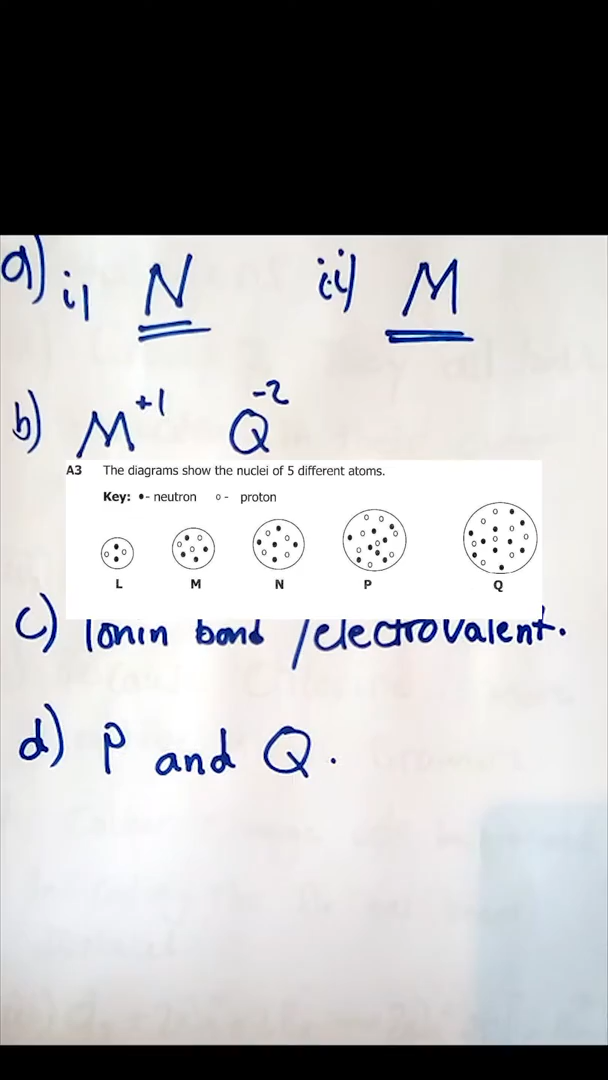 a) i) N ii) M
b) M+1 Q-2
A3 The diagrams show the nuclei of 5 different atoms.
Key: •- neutron o - proton
L M N P Q
c) Ionin bond /electrovalent.
d) P and Q.